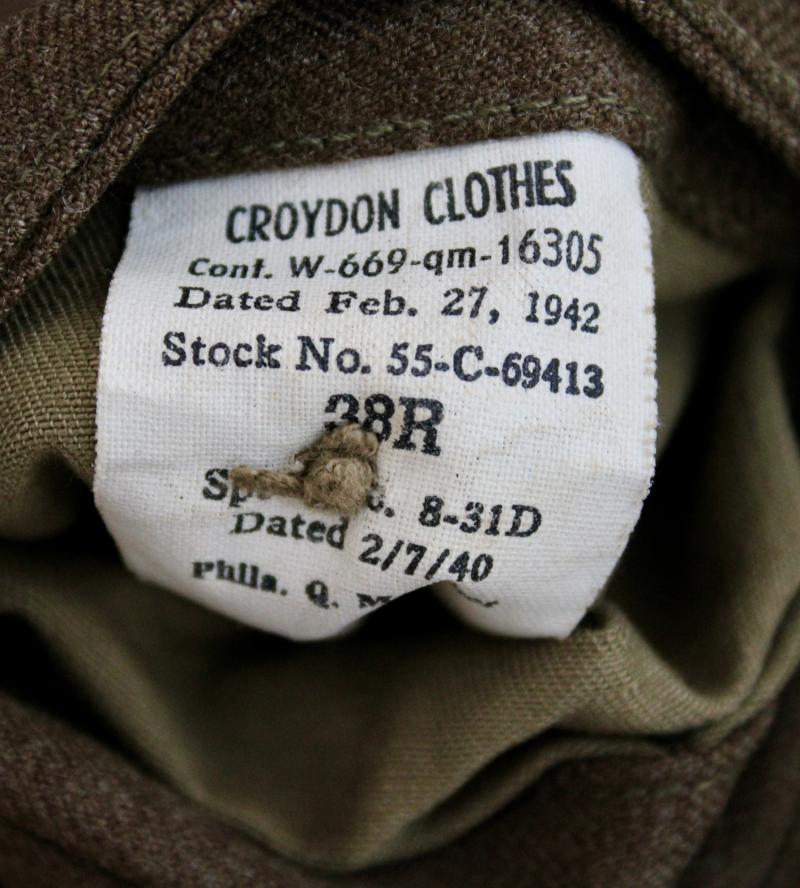 CROYDON CLOTHES
Cont. W-669-qm-16305
Dated Feb. 27, 1942
Stock No. 55-C-69413
38R
8-31D
Dated 2/7/40
Phila. Q.